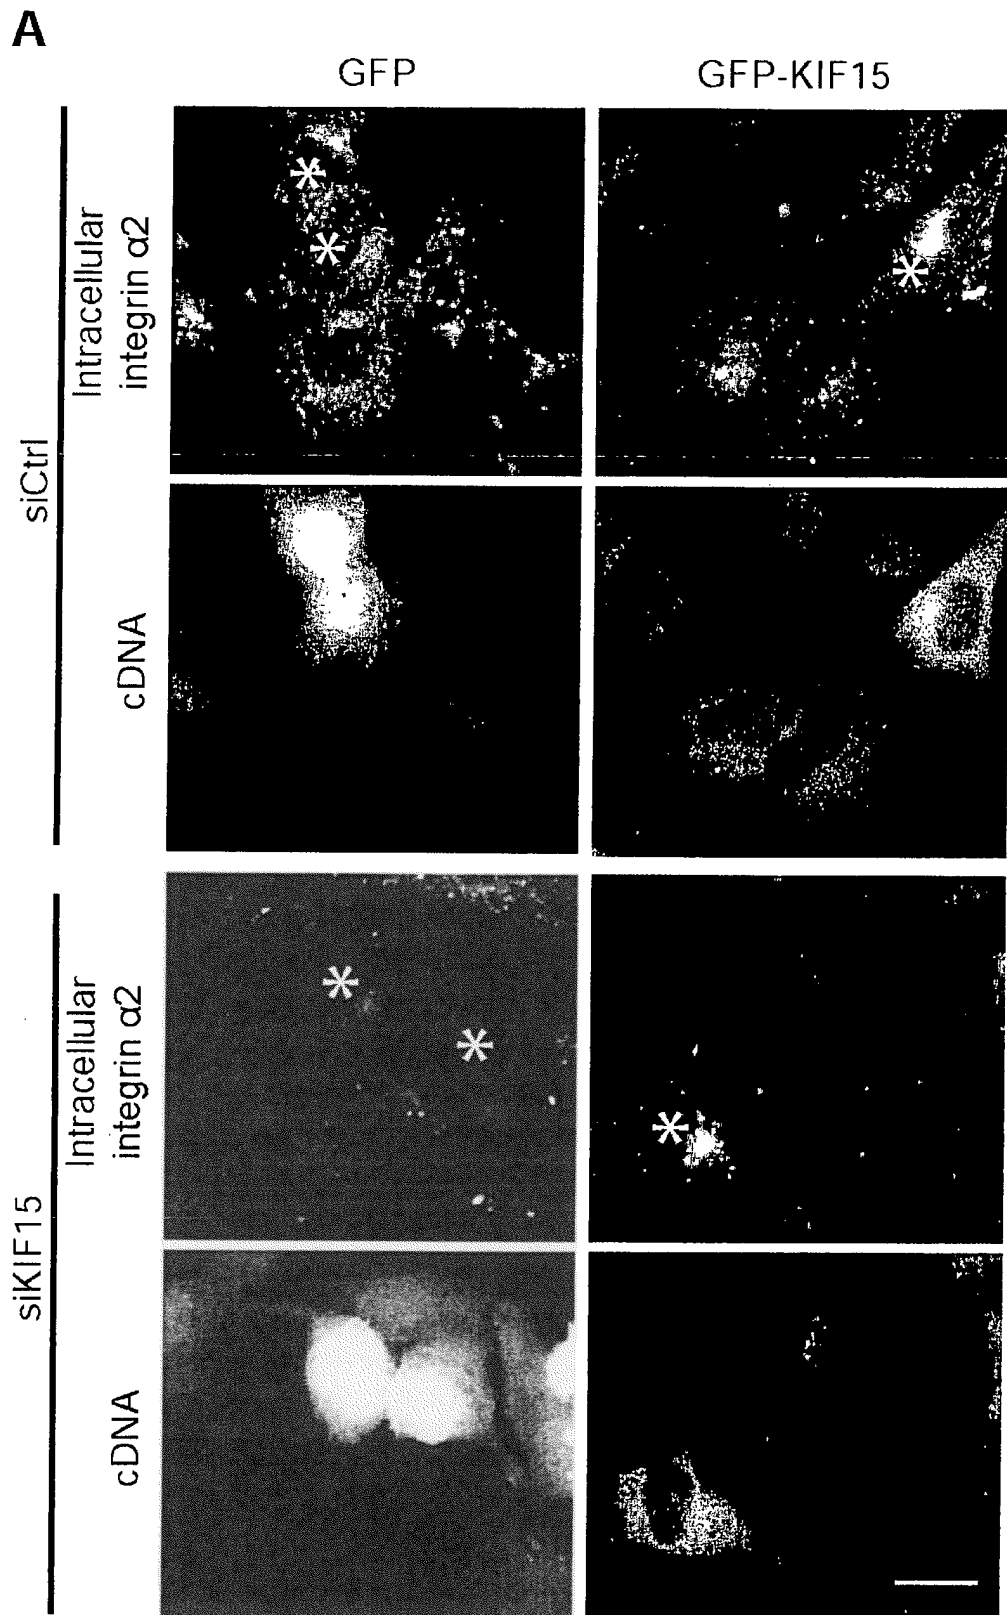 A
GFP
GFP-KIF15
siCtrl
Intracellular
integrin α2
cDNA
siKIF15
Intracellular
integrin α2
cDNA